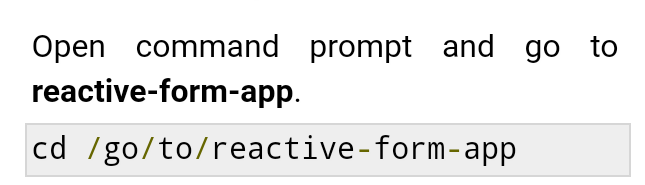 Open command prompt and go to
reactive-form-app.
cd /go/to/reactive-form-app